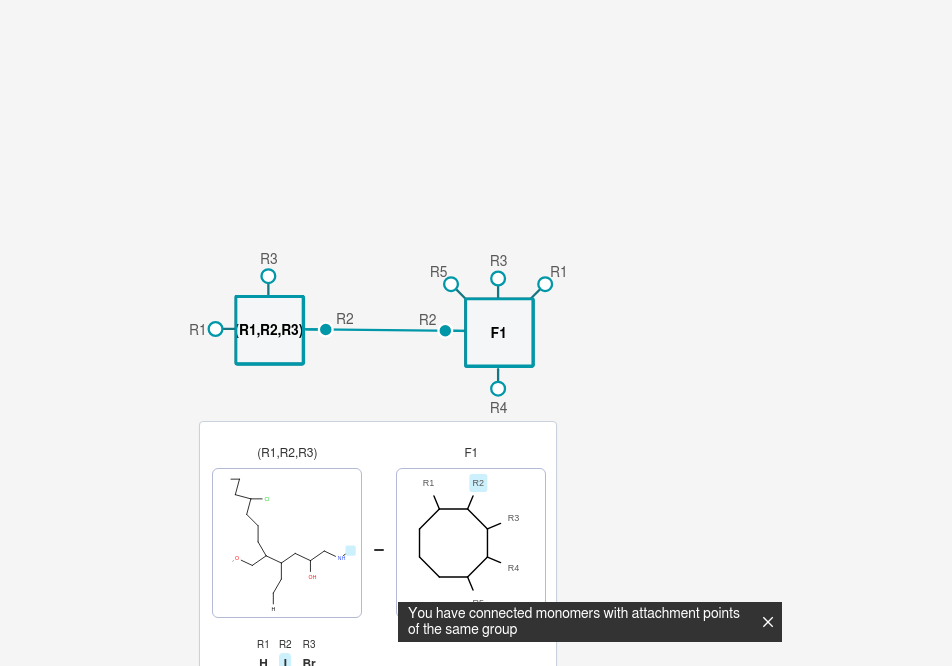 R3
R5
R3
R1
R1
(R1,R2,R3)
R2
R2
F1
R4
(R1,R2,R3)
F1
R1
R2
R3
R4
Cl
O
NH
OH
H
You have connected monomers with attachment points
of the same group
R1 R2 R3
H I Br